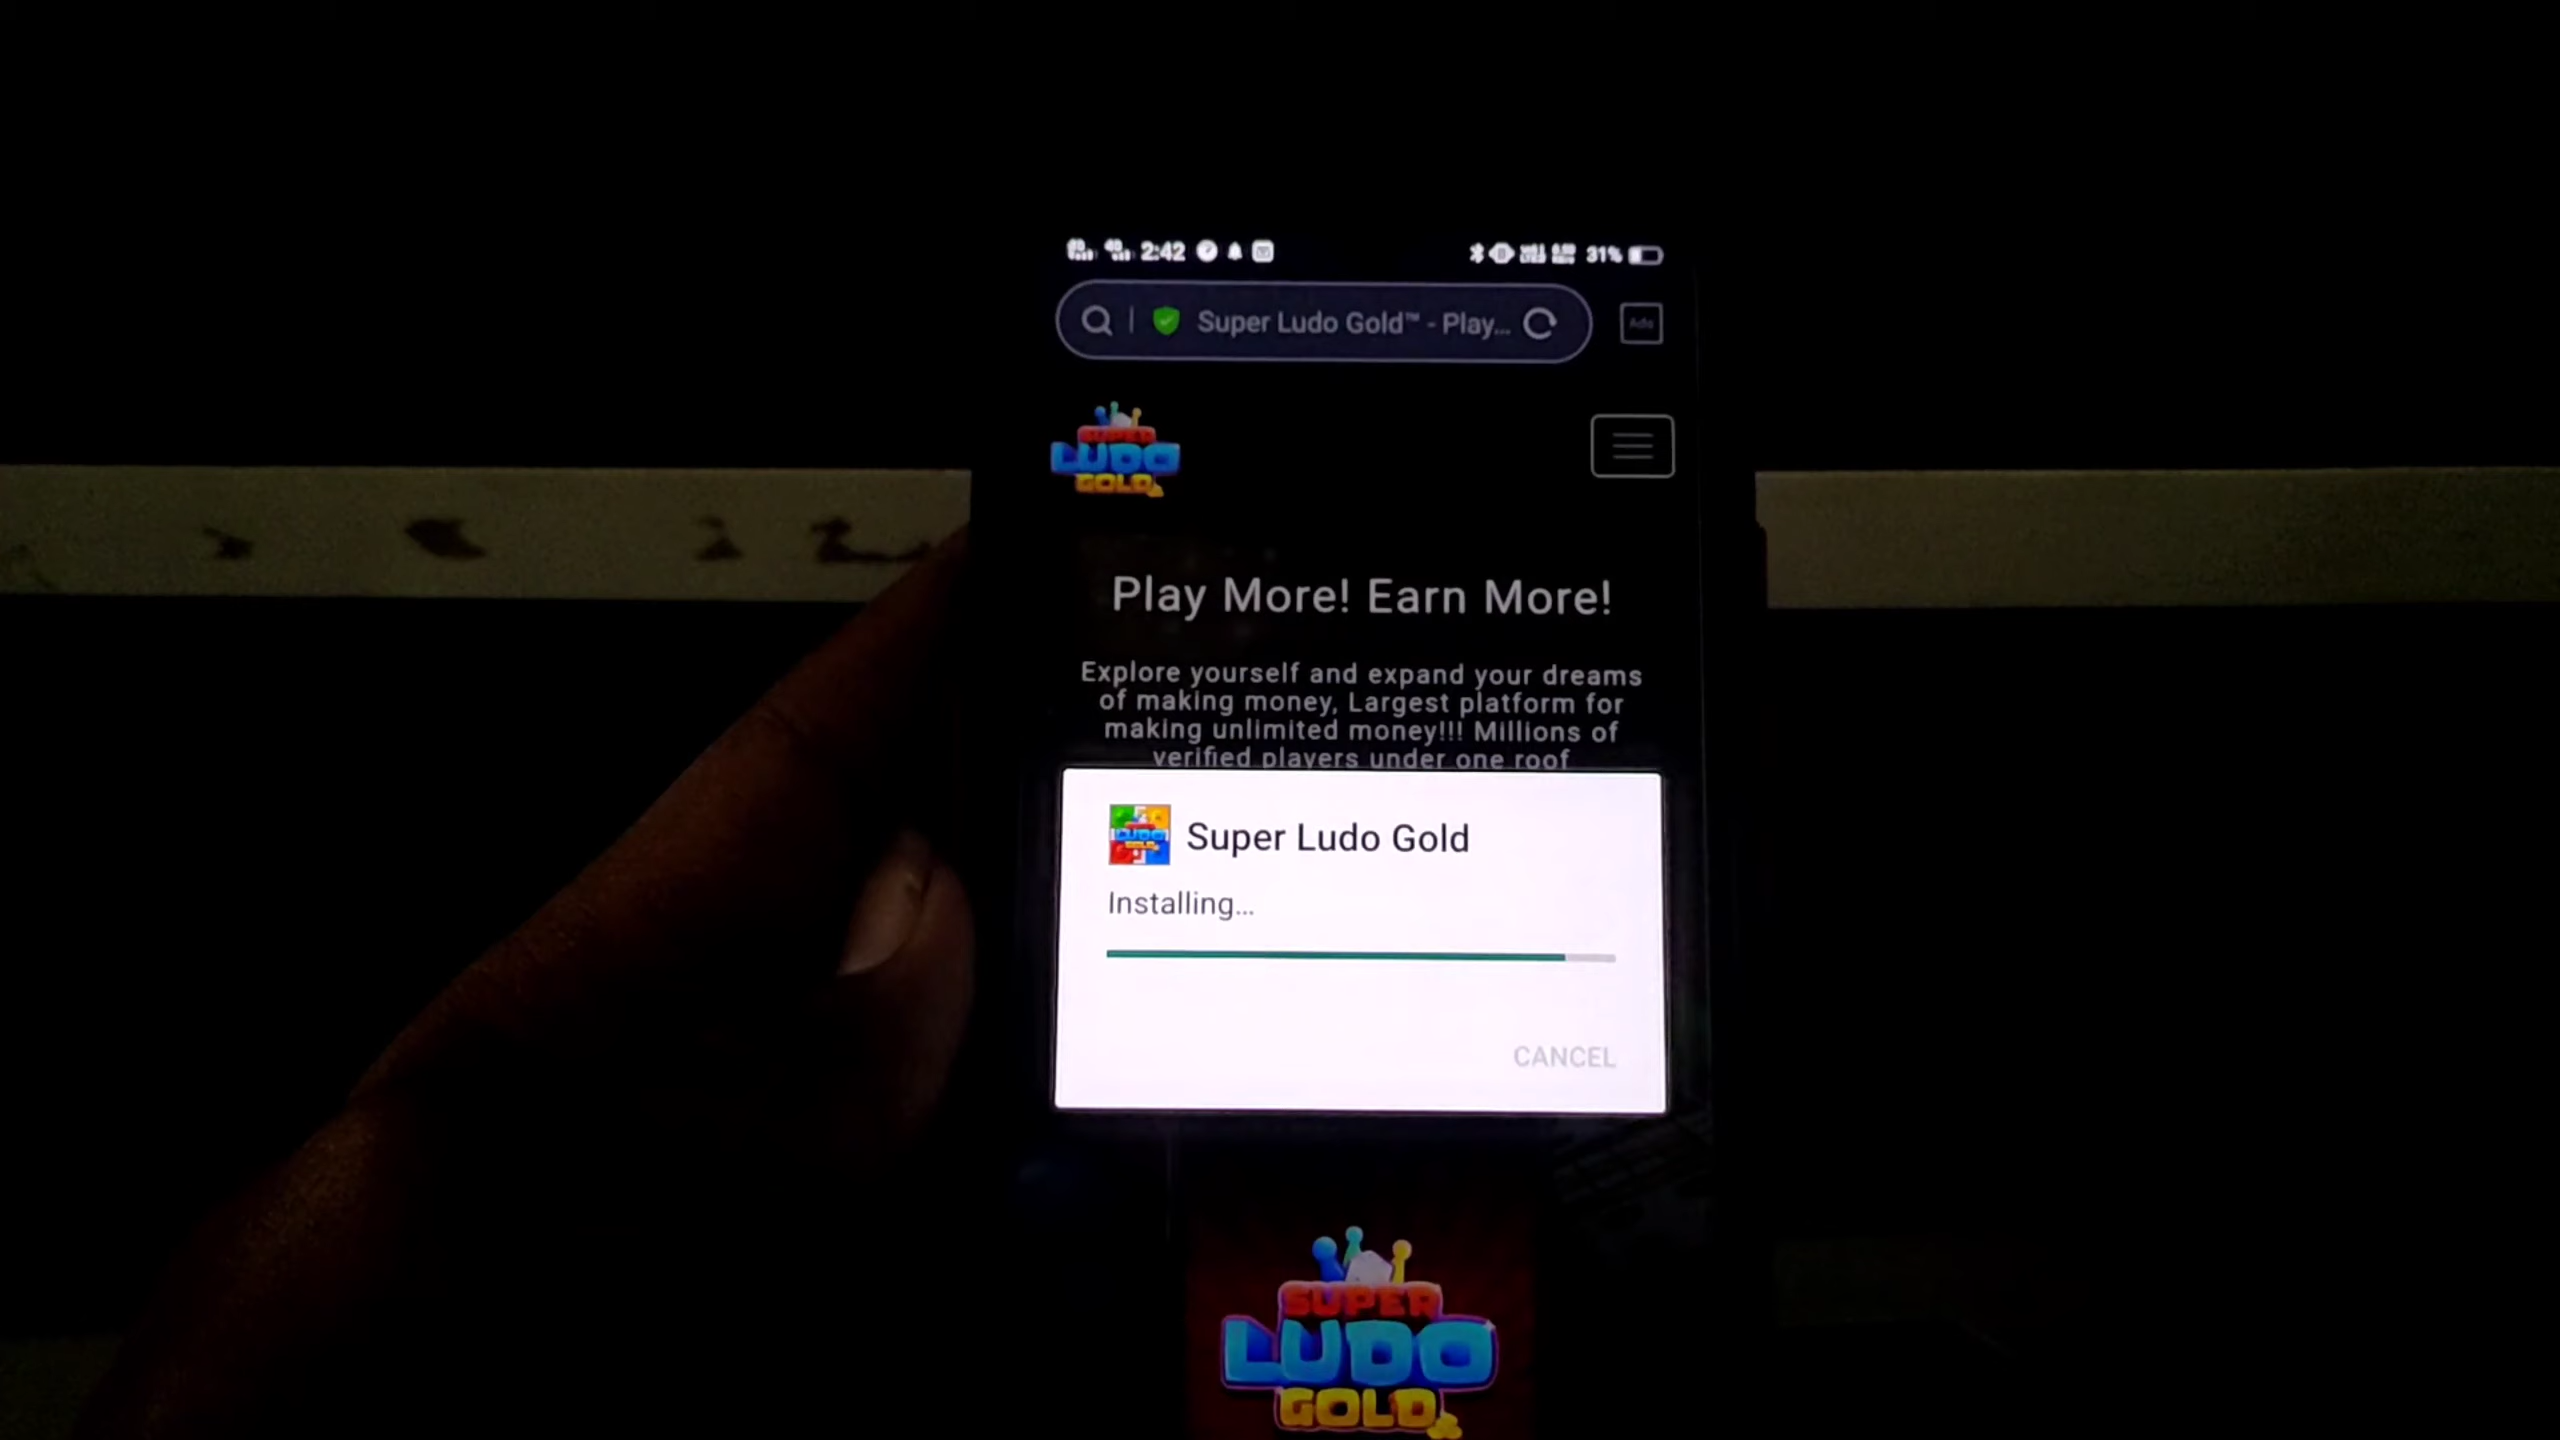 2:42
31%
Super Ludo Gold™ - Play...
Ads
SUPER
LUDO
GOLD
Play More! Earn More!
Explore yourself and expand your dreams
of making money, Largest platform for
making unlimited money!!! Millions of
verified players under one roof
LUDO
Super Ludo Gold
Installing...
CANCEL
SUPER
LUDO
GOLD